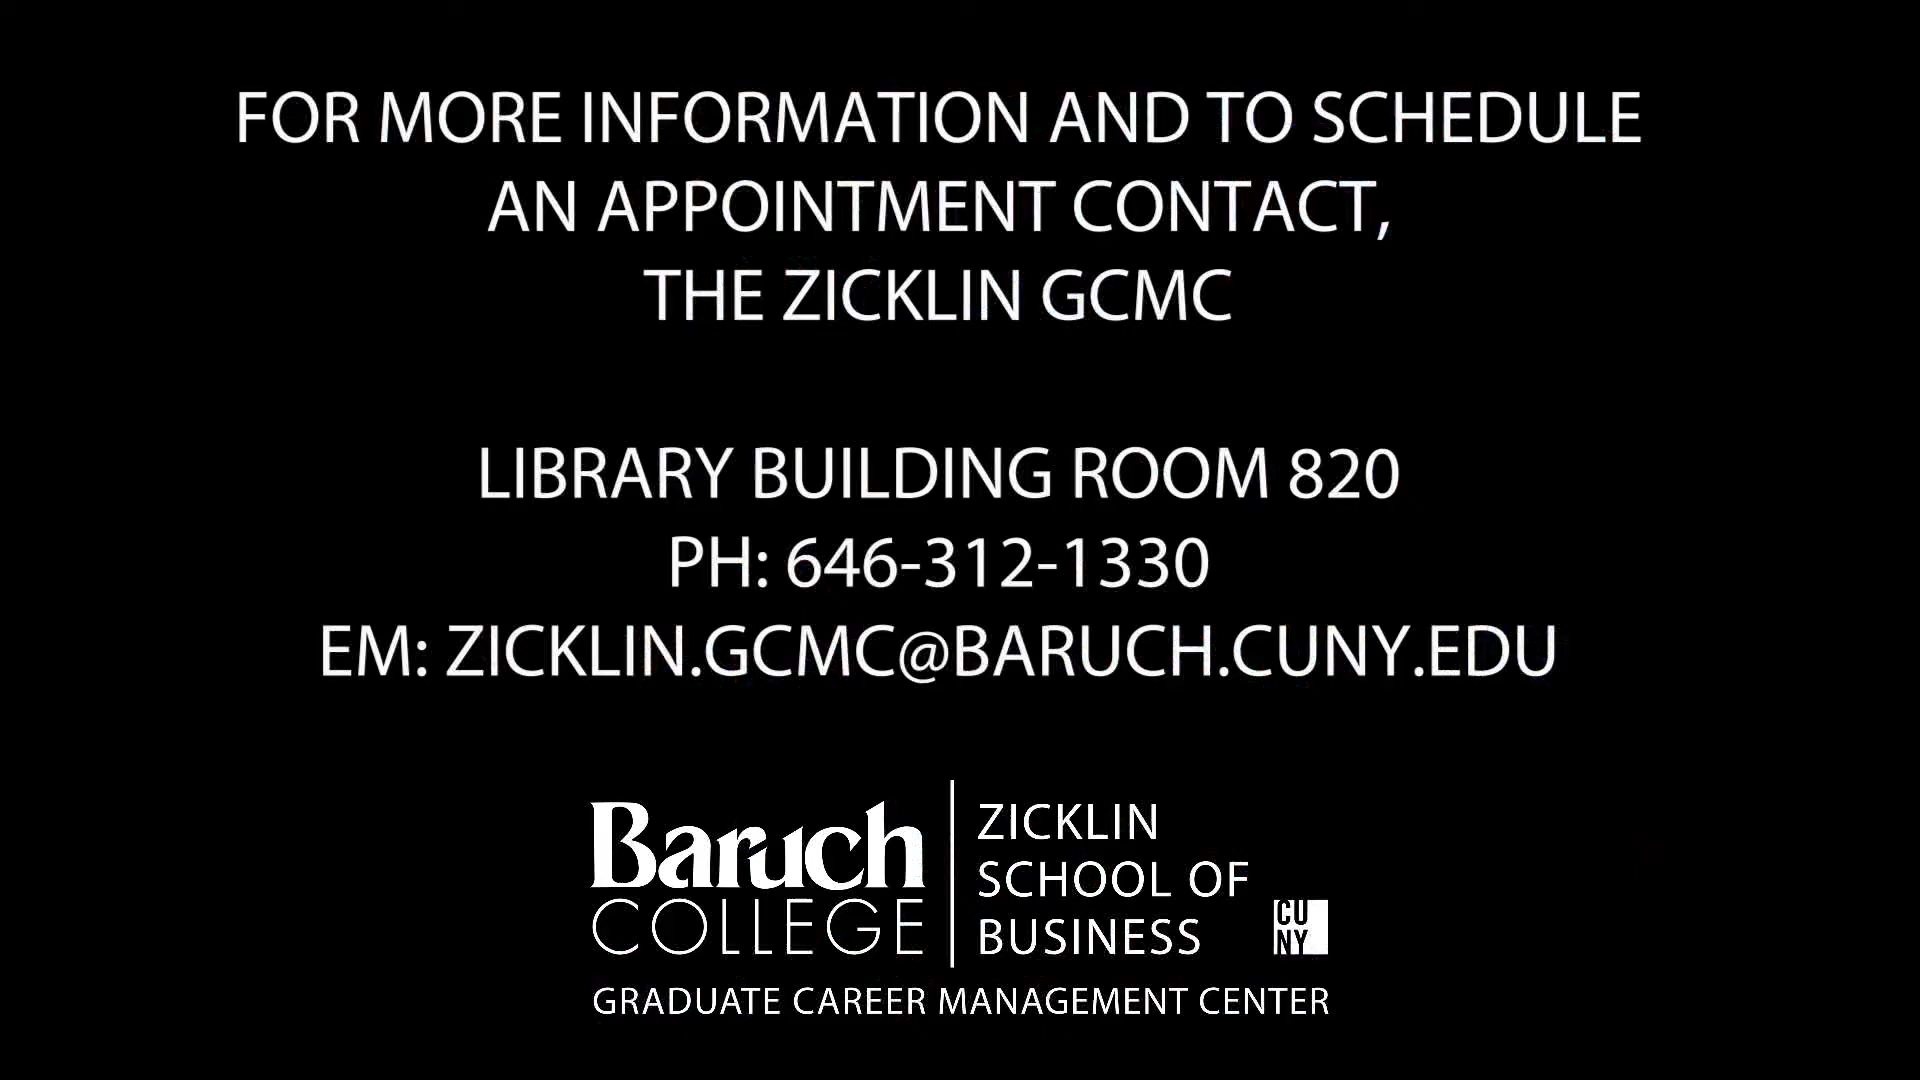 FOR MORE INFORMATION AND TO SCHEDULE
AN APPOINTMENT CONTACT,
THE ZICKLIN GCMC
LIBRARY BUILDING ROOM 820
PH: 646-312-1330
EM: ZICKLIN.GCMC@BARUCH.CUNY.EDU
Baruch
COLLEGE
ZICKLIN
SCHOOL OF
BUSINESS
CU
NY
GRADUATE CAREER MANAGEMENT CENTER